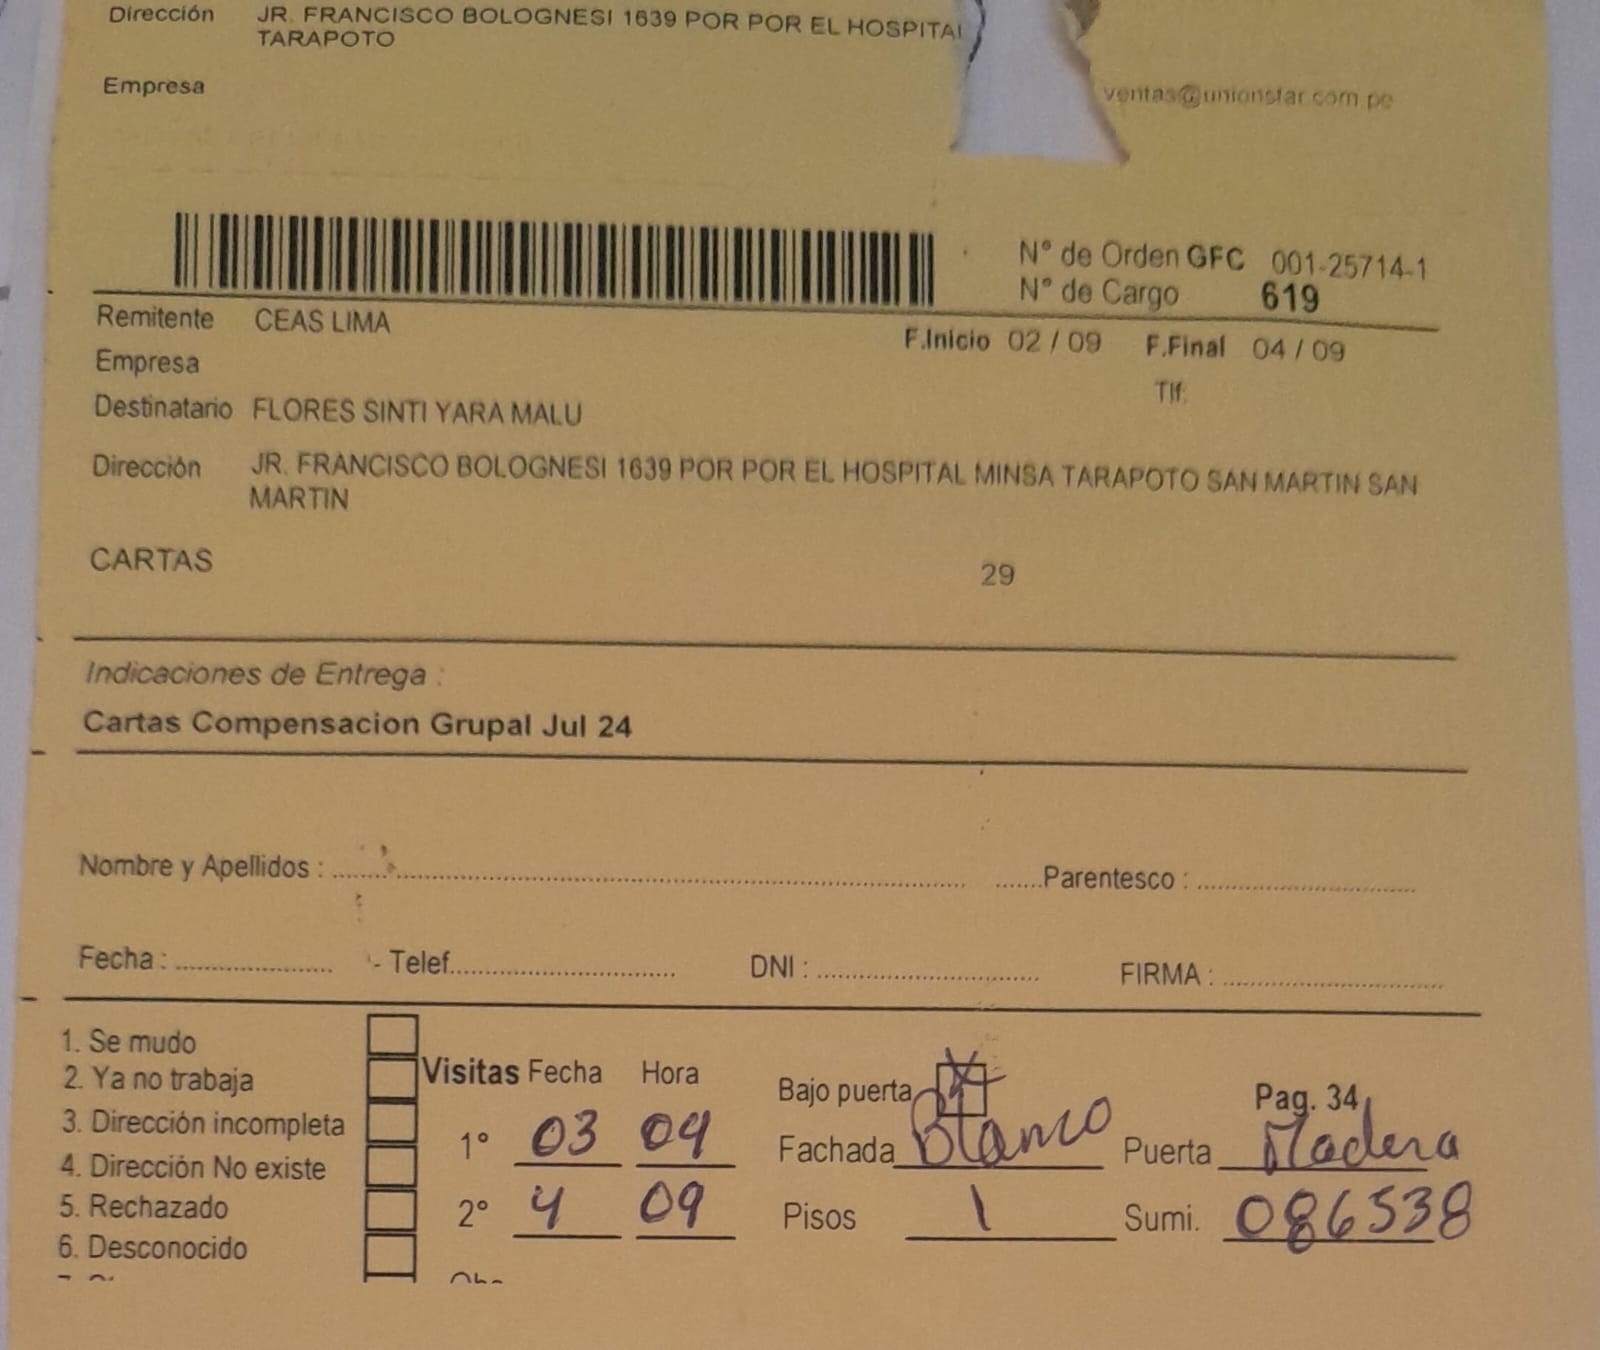 Dirección JR. FRANCISCO BOLOGNESI 1639 POR POR EL HOSPITAL
TARAPOTO
Empresa
ventas@unionstar.com.pe
N° de Orden GFC 001-25714-1
N° de Cargo 619
Remitente CEAS LIMA
F.Inicio 02 / 09 F.Final 04 / 09
Empresa
Tlf:
Destinatario FLORES SINTI YARA MALU
Dirección JR. FRANCISCO BOLOGNESI 1639 POR POR EL HOSPITAL MINSA TARAPOTO SAN MARTIN SAN
MARTIN
CARTAS 29
Indicaciones de Entrega :
Cartas Compensacion Grupal Jul 24
Nombre y Apellidos : Parentesco :
Fecha : - Telef. DNI : FIRMA :
1. Se mudo
2. Ya no trabaja
3. Dirección incompleta
4. Dirección No existe
5. Rechazado
6. Desconocido
Visitas Fecha Hora
1° 03 09
2° 4 09
Bajo puerta X Pag. 34
Fachada Blanco Puerta Madera
Pisos 1 Sumi. 086538